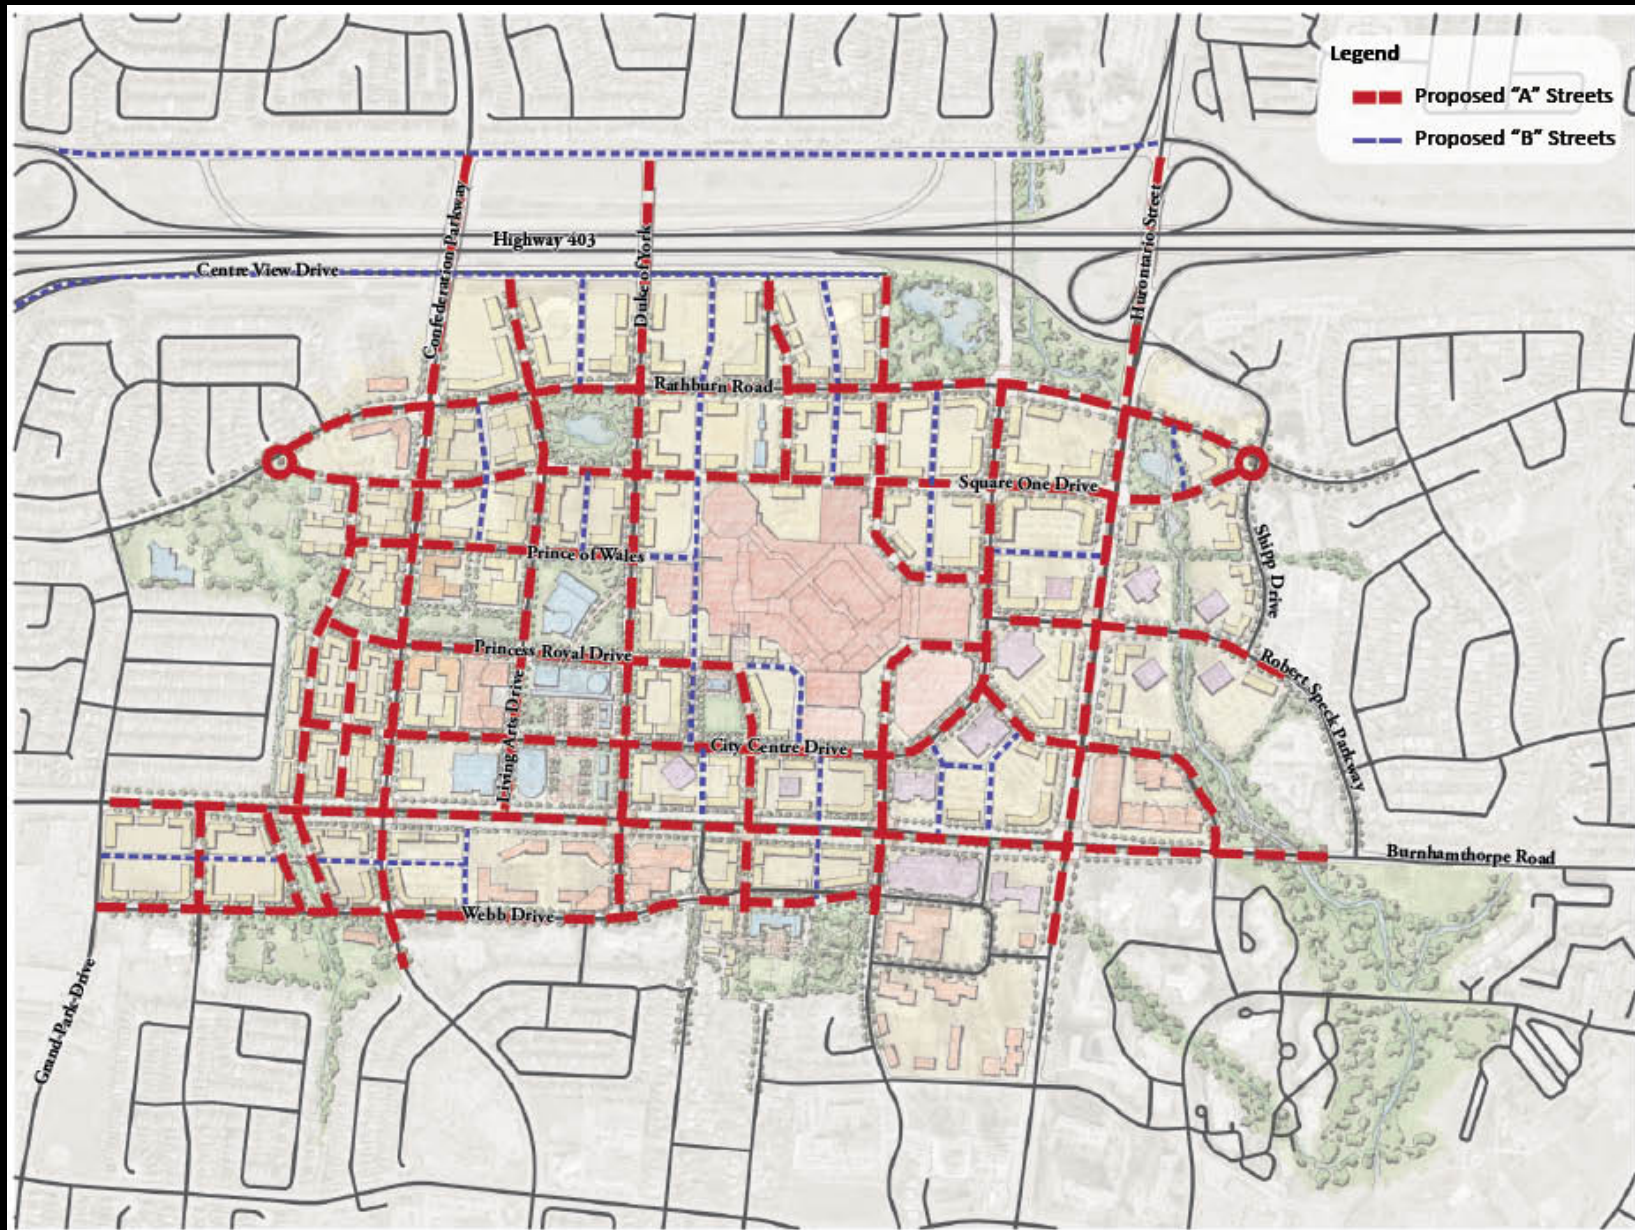 Legend
Proposed “A” Streets
Proposed “B” Streets
Highway 403
Centre View Drive
Confederation Parkway
Duke of York
Hurontario Street
Rathburn Road
Square One Drive
Prince of Wales
Shipp Drive
Princess Royal Drive
Robert Speck Parkway
Living Arts Drive
City Centre Drive
Burnhamthorpe Road
Webb Drive
Grand Park Drive